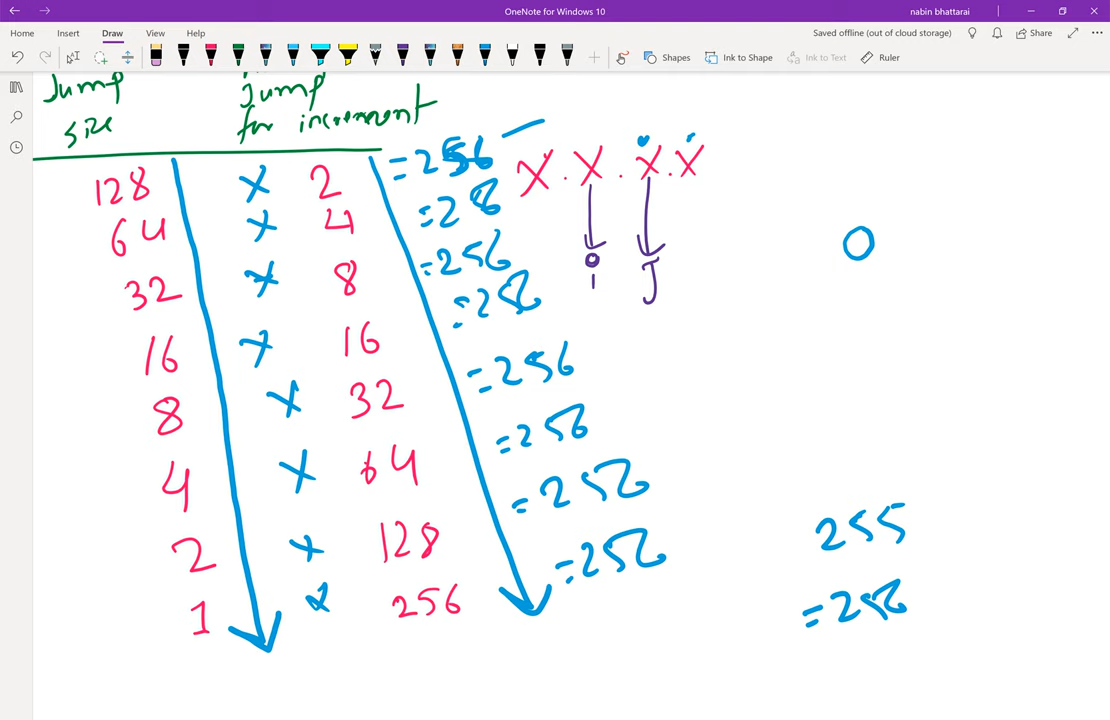 OneNote for Windows 10
nabin bhattarai
Home Insert Draw View Help
Saved offline (out of cloud storage)
Share
Shapes
Ink to Shape
Ink to Text
Math
Ruler
Jump size
Jump for increment
128 x 2 = 256
64 x 4 = 256
32 x 8 = 256
16 x 16 = 256
8 x 32 = 256
4 x 64 = 256
2 x 128 = 256
1 x 256 = 256
X.X.X.X
i J
0
255
= 256